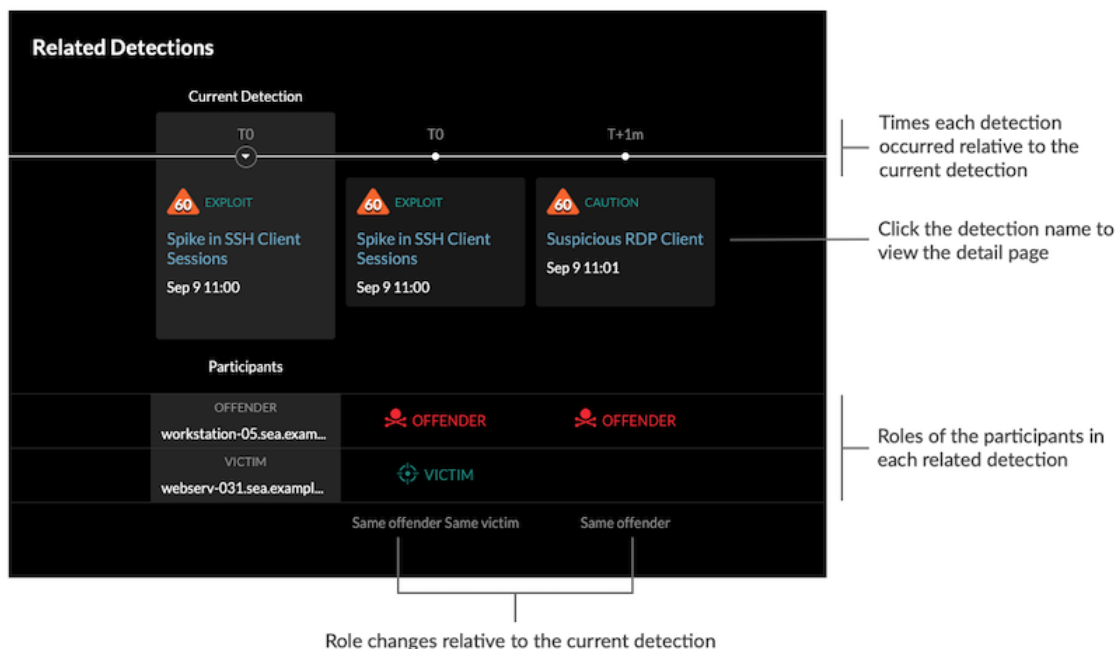 Related Detections
Current Detection
T0
T0
T+1m
Times each detection
occurred relative to the
current detection
60 EXPLOIT
Spike in SSH Client
Sessions
Sep 9 11:00
60 EXPLOIT
Spike in SSH Client
Sessions
Sep 9 11:00
60 CAUTION
Suspicious RDP Client
Sep 9 11:01
Click the detection name to
view the detail page
Participants
OFFENDER
workstation-05.sea.exam...
OFFENDER
OFFENDER
VICTIM
webserv-031.sea.exampl...
VICTIM
Roles of the participants in
each related detection
Same offender Same victim
Same offender
Role changes relative to the current detection